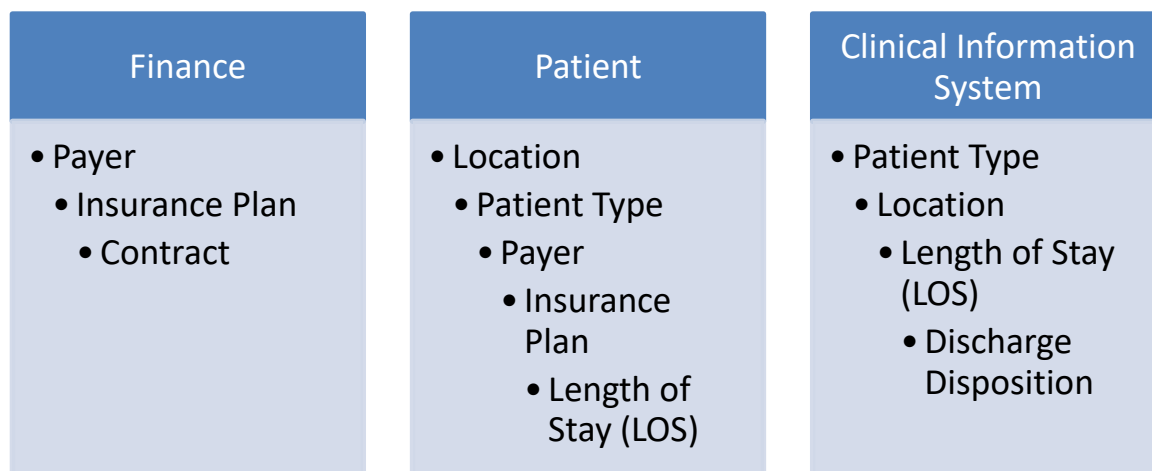 Finance
• Payer
• Insurance Plan
• Contract
Patient
• Location
• Patient Type
• Payer
• Insurance
Plan
• Length of
Stay (LOS)
Clinical Information
System
• Patient Type
• Location
• Length of Stay
(LOS)
• Discharge
Disposition